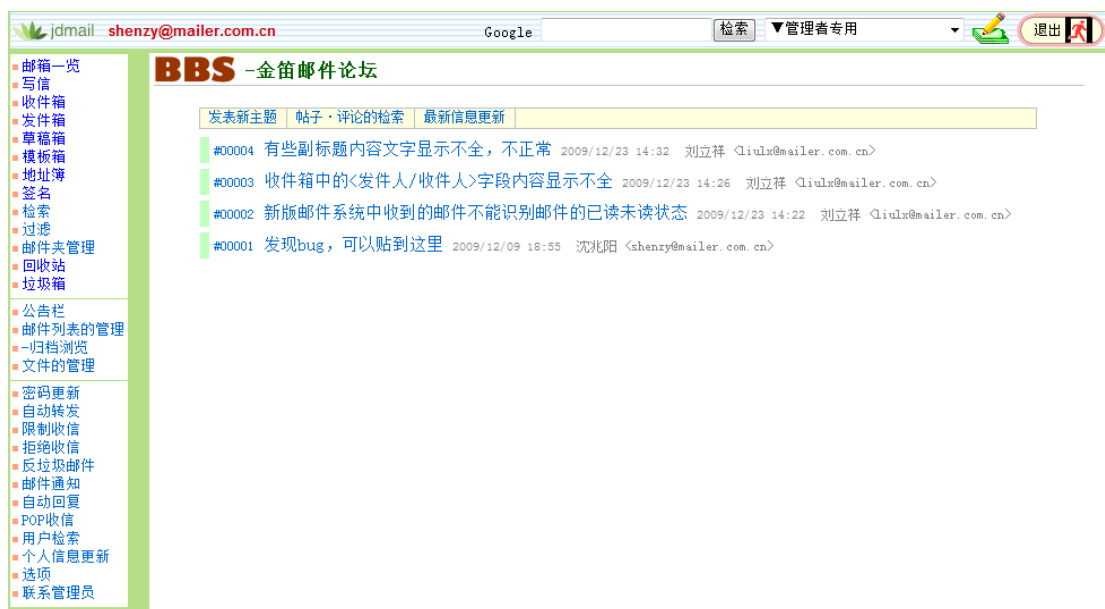 jdmail shenzy@mailer.com.cn Google 检索 ▼管理者专用 退出
邮箱一览
写信
收件箱
发件箱
草稿箱
模板箱
地址簿
签名
检索
过滤
邮件夹管理
回收站
垃圾箱
公告栏
邮件列表的管理
-归档浏览
文件的管理
密码更新
自动转发
限制收信
拒绝收信
反垃圾邮件
邮件通知
自动回复
POP收信
用户检索
个人信息更新
选项
联系管理员
BBS -金笛邮件论坛
发表新主题 帖子·评论的检索 最新信息更新
#00004 有些副标题内容文字显示不全，不正常 2009/12/23 14:32 刘立祥 <liulx@mailer.com.cn>
#00003 收件箱中的<发件人/收件人>字段内容显示不全 2009/12/23 14:26 刘立祥 <liulx@mailer.com.cn>
#00002 新版邮件系统中收到的邮件不能识别邮件的已读未读状态 2009/12/23 14:22 刘立祥 <liulx@mailer.com.cn>
#00001 发现bug，可以贴到这里 2009/12/09 18:55 沈兆阳 <shenzy@mailer.com.cn>